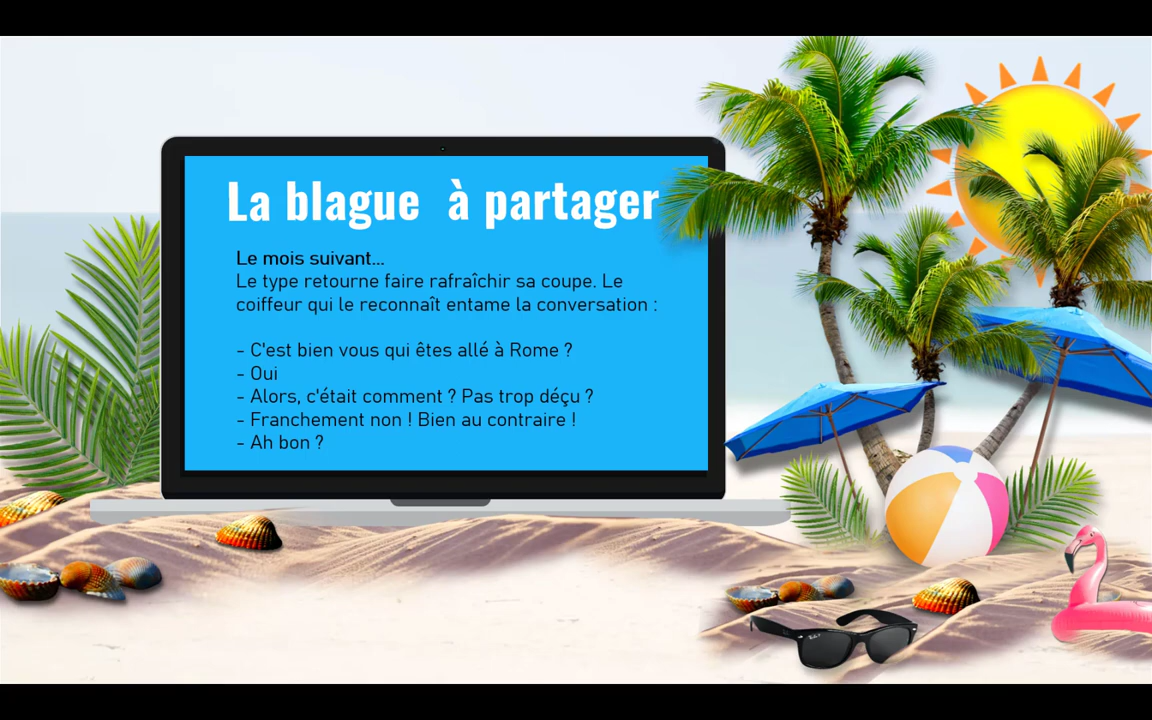 La blague à partager
Le mois suivant...
Le type retourne faire rafraîchir sa coupe. Le
coiffeur qui le reconnaît entame la conversation :
- C'est bien vous qui êtes allé à Rome ?
- Oui
- Alors, c'était comment ? Pas trop déçu ?
- Franchement non ! Bien au contraire !
- Ah bon ?